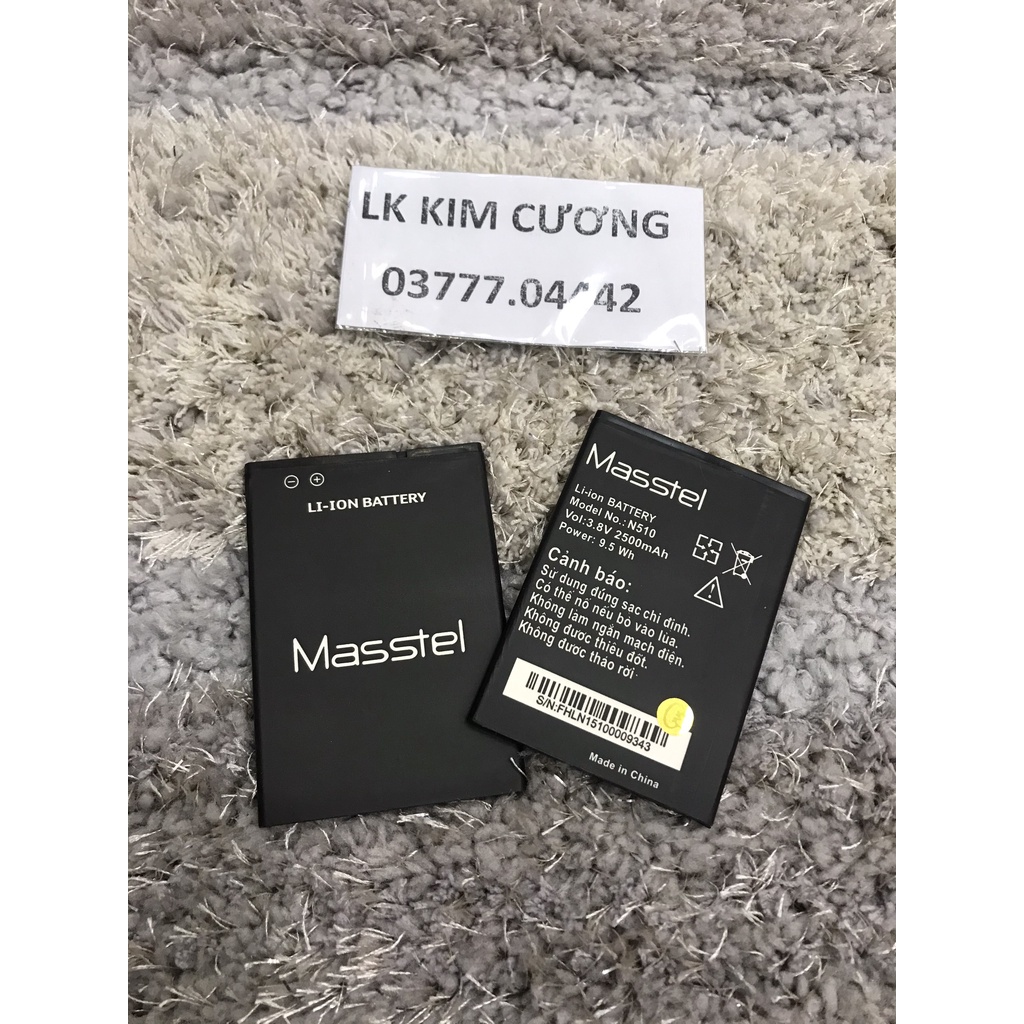 LK KIM CƯƠNG
03777.04442
LI-ION BATTERY
Masstel
Masstel
Li-ion BATTERY
Model No.: N510
Vol:3.8V 2500mAh
Power: 9.5 Wh
Cảnh báo:
Sử dụng đúng sạc chỉ định.
Có thể nổ nếu bỏ vào lửa.
Không làm ngắn mạch điện.
Không được thiêu đốt.
Không được tháo rời.
S/N:FHLN15100009343
Made in China